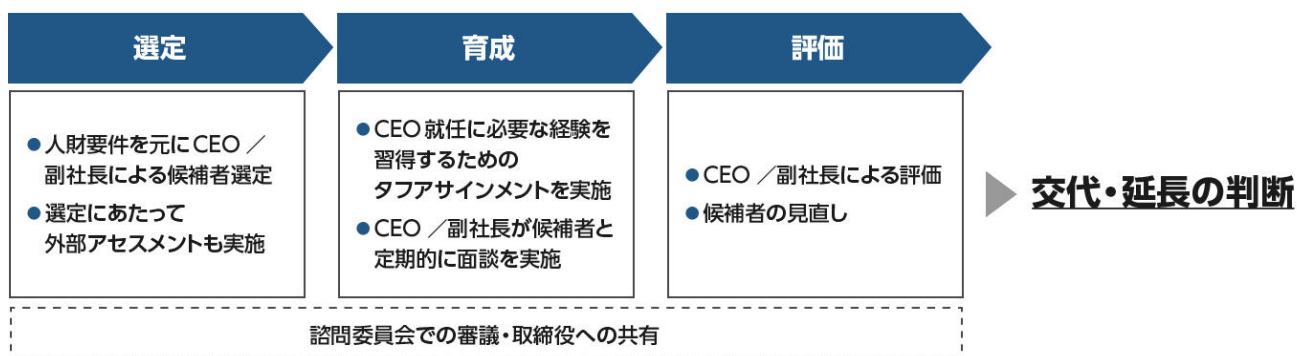 選定
● 人財要件を元にCEO ／
副社長による候補者選定
● 選定にあたって
外部アセスメントも実施
育成
● CEO 就任に必要な経験を
習得するための
タフアサインメントを実施
● CEO ／副社長が候補者と
定期的に面談を実施
評価
● CEO ／副社長による評価
● 候補者の見直し
交代・延長の判断
諮問委員会での審議・取締役への共有